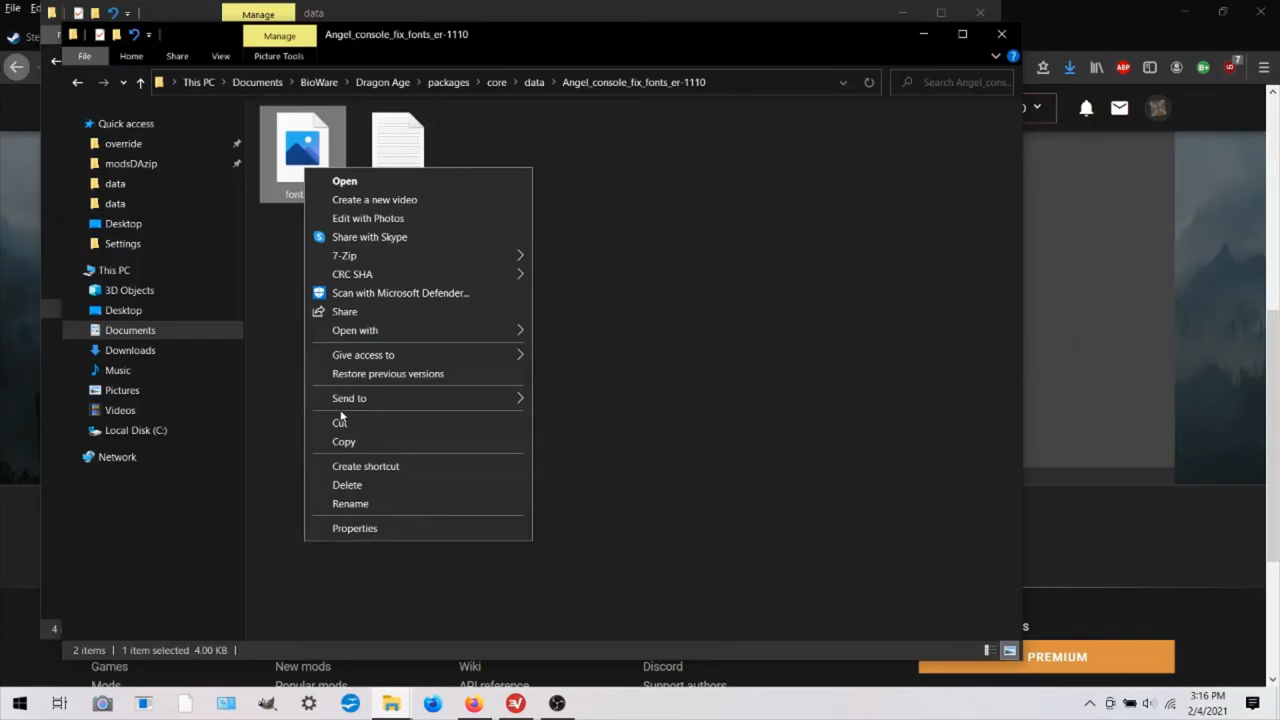 File
Manage
data
Manage
Angel_console_fix_fonts_er-1110
File
Home
Share
View
Picture Tools
This PC
Documents
BioWare
Dragon Age
packages
core
data
Angel_console_fix_fonts_er-1110
Search Angel_cons...
ABP
7
Quick access
override
modsDAzip
data
data
Desktop
Settings
This PC
3D Objects
Desktop
Documents
Downloads
Music
Pictures
Videos
Local Disk (C:)
Network
font
Open
Create a new video
Edit with Photos
Share with Skype
7-Zip
CRC SHA
Scan with Microsoft Defender...
Share
Open with
Give access to
Restore previous versions
Send to
Cut
Copy
Create shortcut
Delete
Rename
Properties
4
2 items
1 item selected 4.00 KB
Games
New mods
Wiki
Discord
Mods
Popular mods
API reference
Support authors
PREMIUM
3:16 PM
2/4/2021